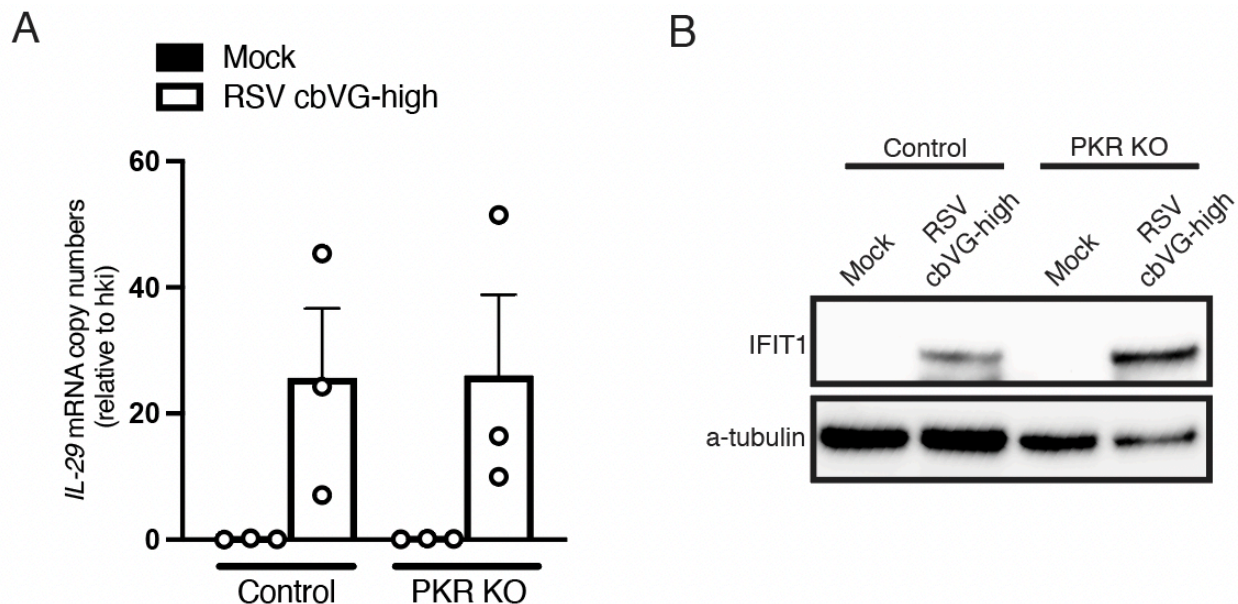 A
Mock
RSV cbVG-high
IL-29 mRNA copy numbers
(relative to hki)
60
40
20
0
Control
PKR KO
B
Control
PKR KO
Mock
RSV
cbVG-high
Mock
RSV
cbVG-high
IFIT1
a-tubulin